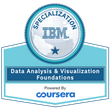 SPECIALIZATION
IBM
Data Analysis & Visualization
Foundations
Powered By
coursera